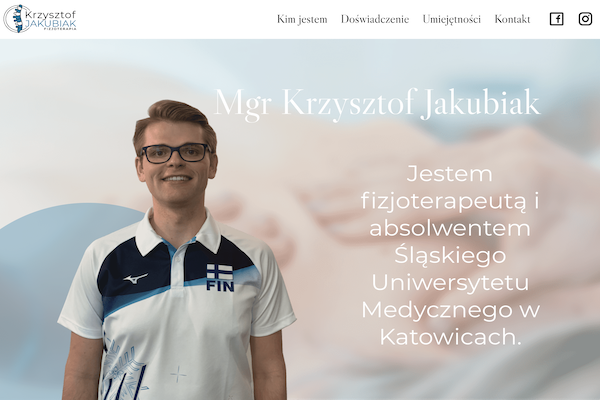 Krzysztof
JAKUBIAK
FIZJOTERAPIA
Kim jestem Doświadczenie Umiejętności Kontakt
Mgr Krzysztof Jakubiak
Jestem
fizjoterapeutą i
absolwentem
Śląskiego
Uniwersytetu
Medycznego w
Katowicach.
FIN